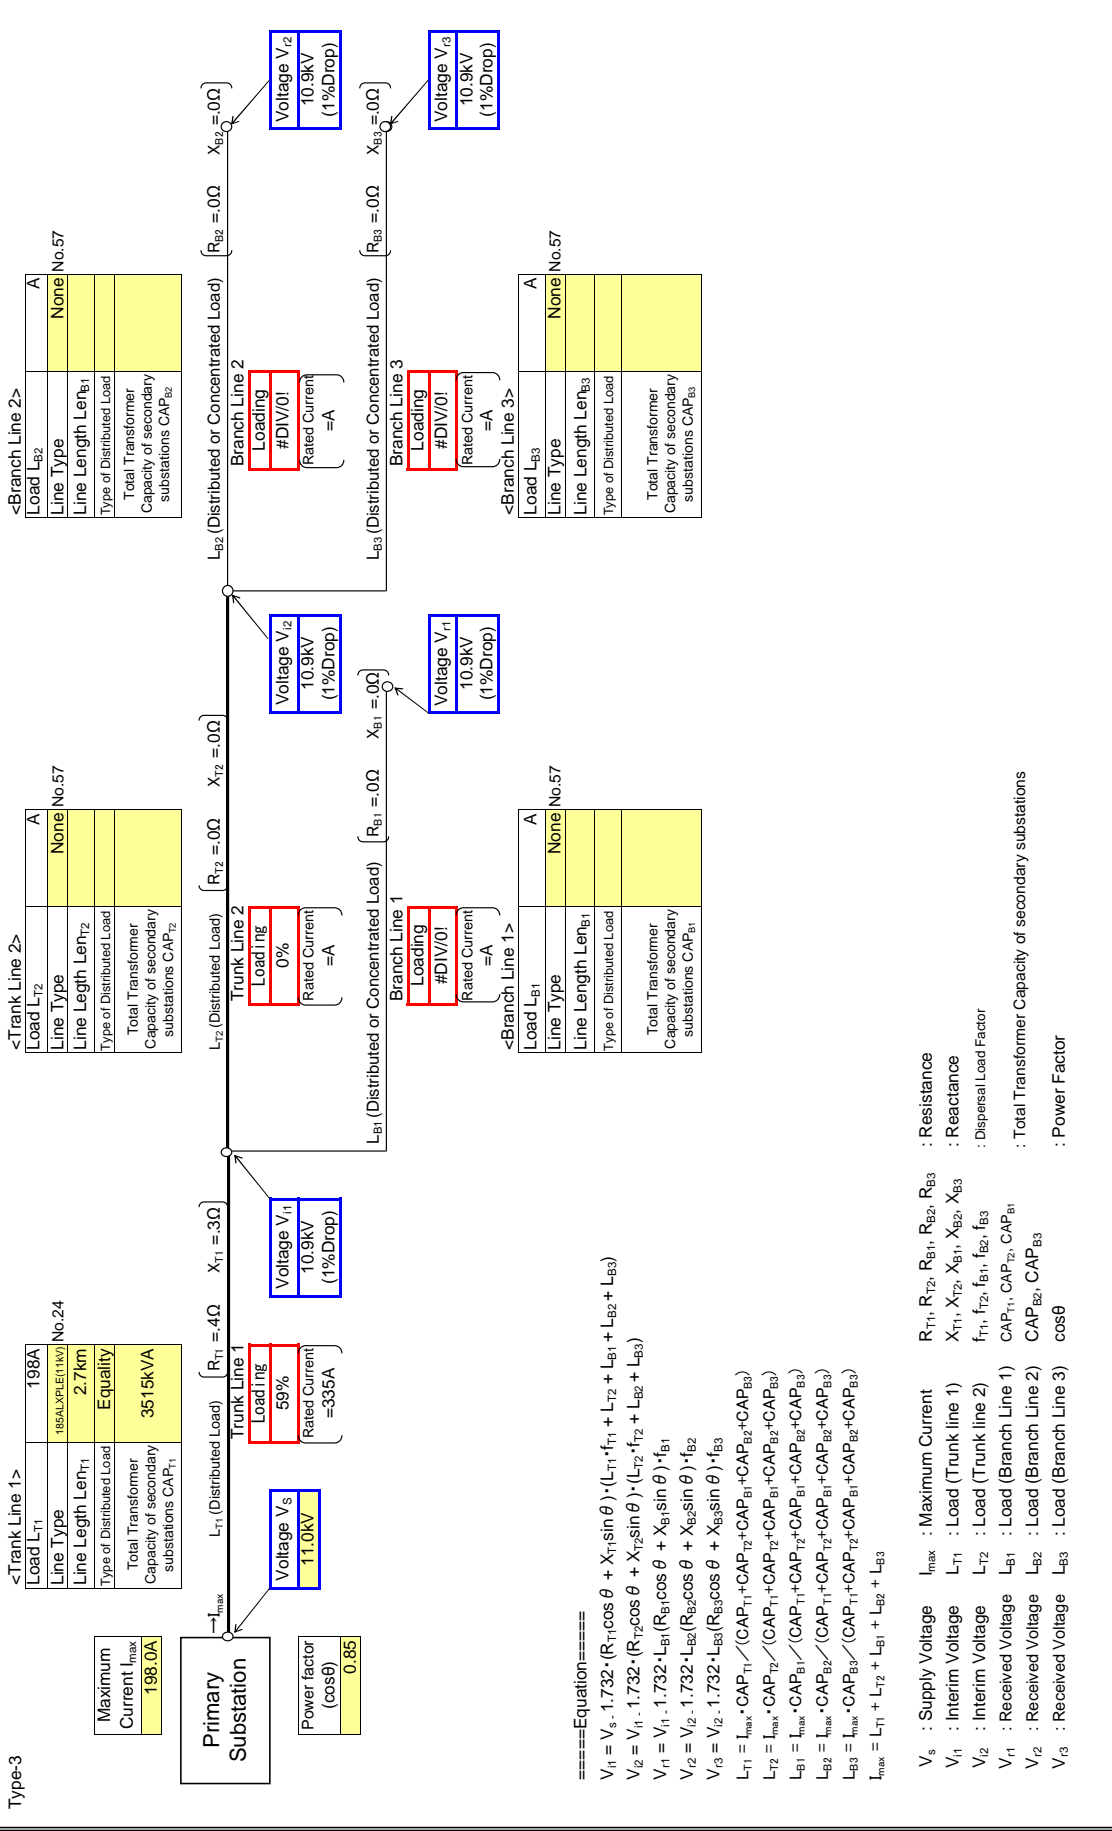 Type-3
Maximum
Current Imax
198.0A
Primary
Substation
Power factor
(cosθ)
0.85
→Imax
Voltage VS
11.0kV
<Trank Line 1>
Load LT1 198A
Line Type 185ALXPLE(11kV) No.24
Line Legth LenT1 2.7km
Type of Distributed Load Equality
Total Transformer
Capacity of secondary
substations CAPT1
3515kVA
LT1 (Distributed Load)
RT1 =.4Ω XT1 =.3Ω
Trunk Line 1
Loading
59%
Rated Current
=335A
Voltage Vi1
10.9kV
(1%Drop)
<Trank Line 2>
Load LT2 A
Line Type None No.57
Line Legth LenT2
Type of Distributed Load
Total Transformer
Capacity of secondary
substations CAPT2
LT2 (Distributed Load)
RT2 =.0Ω XT2 =.0Ω
Trunk Line 2
Loading
0%
Rated Current
=A
Voltage Vi2
10.9kV
(1%Drop)
LB1 (Distributed or Concentrated Load)
RB1 =.0Ω XB1 =.0Ω
Branch Line 1
Loading
#DIV/0!
Rated Current
=A
Voltage Vr1
10.9kV
(1%Drop)
<Branch Line 1>
Load LB1 A
Line Type None No.57
Line Length LenB1
Type of Distributed Load
Total Transformer
Capacity of secondary
substations CAPB1
<Branch Line 2>
Load LB2 A
Line Type None No.57
Line Length LenB1
Type of Distributed Load
Total Transformer
Capacity of secondary
substations CAPB2
LB2 (Distributed or Concentrated Load)
RB2 =.0Ω XB2 =.0Ω
Branch Line 2
Loading
#DIV/0!
Rated Current
=A
Voltage Vr2
10.9kV
(1%Drop)
LB3 (Distributed or Concentrated Load)
RB3 =.0Ω XB3 =.0Ω
Branch Line 3
Loading
#DIV/0!
Rated Current
=A
Voltage Vr3
10.9kV
(1%Drop)
<Branch Line 3>
Load LB3 A
Line Type None No.57
Line Length LenB3
Type of Distributed Load
Total Transformer
Capacity of secondary
substations CAPB3
=====Equation=====
Vi1 = Vs - 1.732・(RT1cos θ + XT1sin θ)・(LT1・fT1 + LT2 + LB1 + LB2 + LB3)
Vi2 = Vi1 - 1.732・(RT2cos θ + XT2sin θ)・(LT2・fT2 + LB2 + LB3)
Vr1 = Vi1 - 1.732・LB1(RB1cos θ + XB1sin θ)・fB1
Vr2 = Vi2 - 1.732・LB2(RB2cos θ + XB2sin θ)・fB2
Vr3 = Vi2 - 1.732・LB3(RB3cos θ + XB3sin θ)・fB3
LT1 = Imax・CAPT1／(CAPT1+CAPT2+CAPB1+CAPB2+CAPB3)
LT2 = Imax・CAPT2／(CAPT1+CAPT2+CAPB1+CAPB2+CAPB3)
LB1 = Imax・CAPB1／(CAPT1+CAPT2+CAPB1+CAPB2+CAPB3)
LB2 = Imax・CAPB2／(CAPT1+CAPT2+CAPB1+CAPB2+CAPB3)
LB3 = Imax・CAPB3／(CAPT1+CAPT2+CAPB1+CAPB2+CAPB3)
Imax = LT1 + LT2 + LB1 + LB2 + LB3
Vs : Supply Voltage Imax : Maximum Current RT1, RT2, RB1, RB2, RB3 : Resistance
Vi1 : Interim Voltage LT1 : Load (Trunk line 1) XT1, XT2, XB1, XB2, XB3 : Reactance
Vi2 : Interim Voltage LT2 : Load (Trunk line 2) fT1, fT2, fB1, fB2, fB3 : Dispersal Load Factor
Vr1 : Received Voltage LB1 : Load (Branch Line 1) CAPT1, CAPT2, CAPB1 : Total Transformer Capacity of secondary substations
Vr2 : Received Voltage LB2 : Load (Branch Line 2) CAPB2, CAPB3
Vr3 : Received Voltage LB3 : Load (Branch Line 3) cosθ : Power Factor